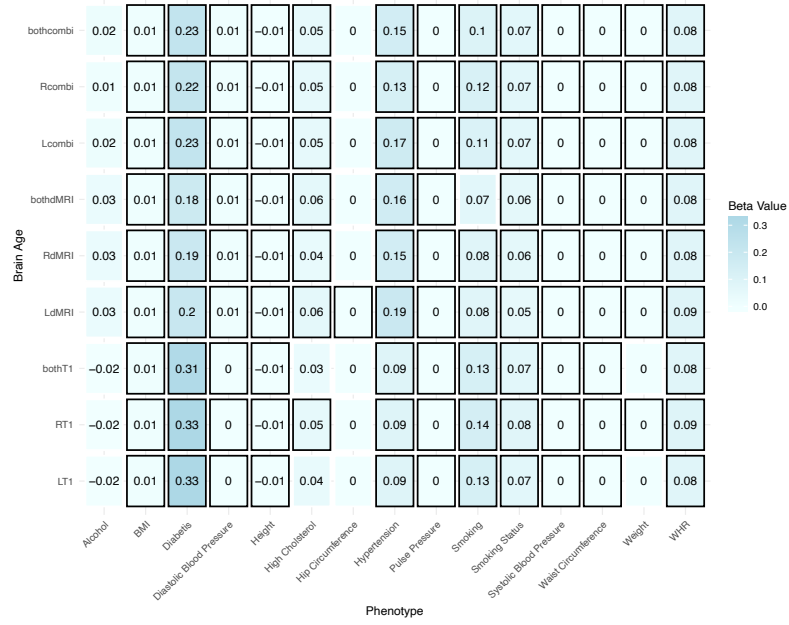 bothcombi 0.02 0.01 0.23 0.01 −0.01 0.05 0 0.15 0 0.1 0.07 0 0 0 0.08
Rcombi 0.01 0.01 0.22 0.01 −0.01 0.05 0 0.13 0 0.12 0.07 0 0 0 0.08
Lcombi 0.02 0.01 0.23 0.01 −0.01 0.05 0 0.17 0 0.11 0.07 0 0 0 0.08
bothdMRI 0.03 0.01 0.18 0.01 −0.01 0.06 0 0.16 0 0.07 0.06 0 0 0 0.08
RdMRI 0.03 0.01 0.19 0.01 −0.01 0.04 0 0.15 0 0.08 0.06 0 0 0 0.08
LdMRI 0.03 0.01 0.2 0.01 −0.01 0.06 0 0.19 0 0.08 0.05 0 0 0 0.09
bothT1 −0.02 0.01 0.31 0 −0.01 0.03 0 0.09 0 0.13 0.07 0 0 0 0.08
RT1 −0.02 0.01 0.33 0 −0.01 0.05 0 0.09 0 0.14 0.08 0 0 0 0.09
LT1 −0.02 0.01 0.33 0 −0.01 0.04 0 0.09 0 0.13 0.07 0 0 0 0.08
Brain Age
Alcohol
BMI
Diabetis
Diastolic Blood Pressure
Height
High Cholsterol
Hip Circumference
Hypertension
Pulse Pressure
Smoking
Smoking Status
Systolic Blood Pressure
Waist Circumference
Weight
WHR
Phenotype
Beta Value
0.3
0.2
0.1
0.0